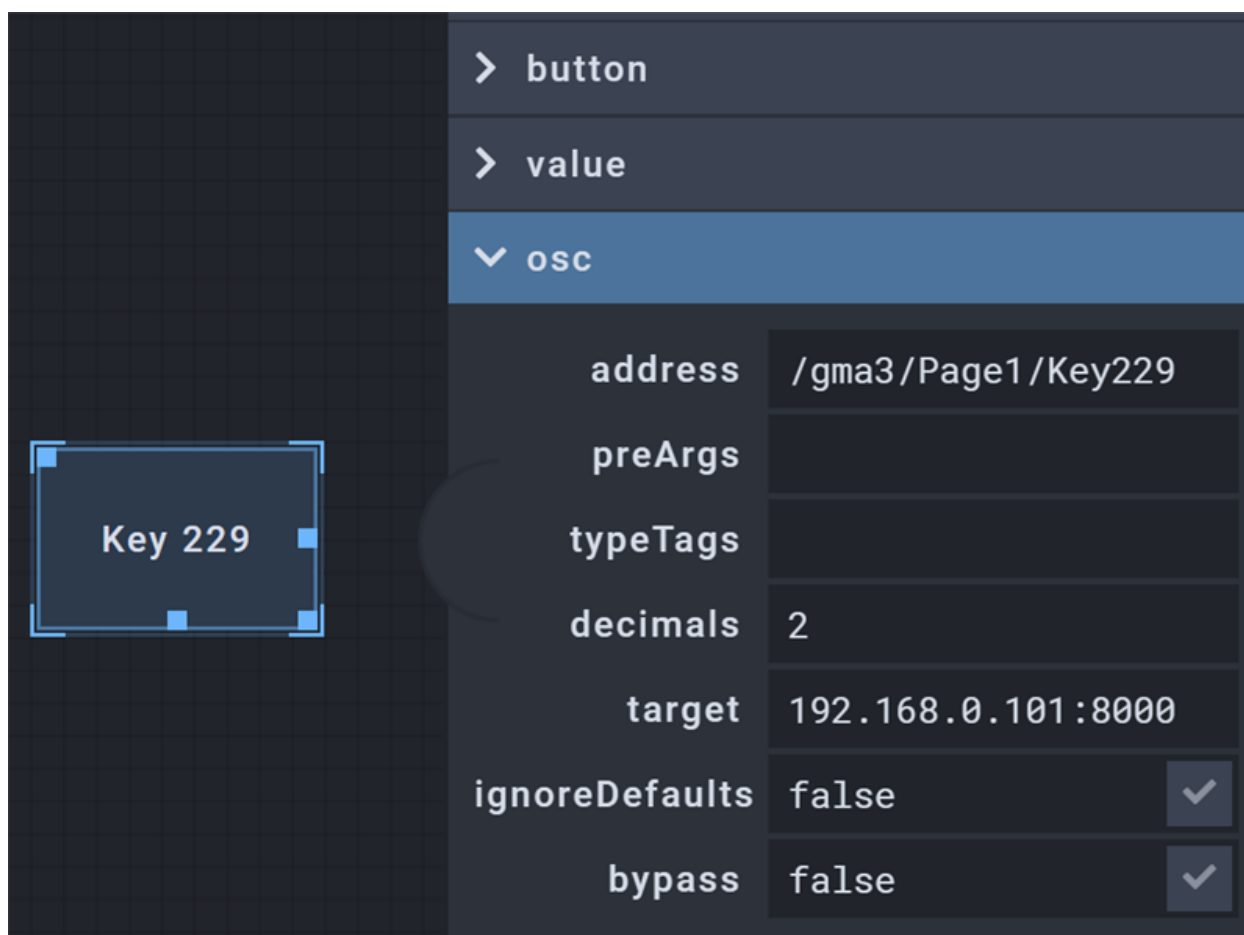 button
value
osc
address /gma3/Page1/Key229
preArgs
typeTags
decimals 2
target 192.168.0.101:8000
ignoreDefaults false
bypass false
Key 229